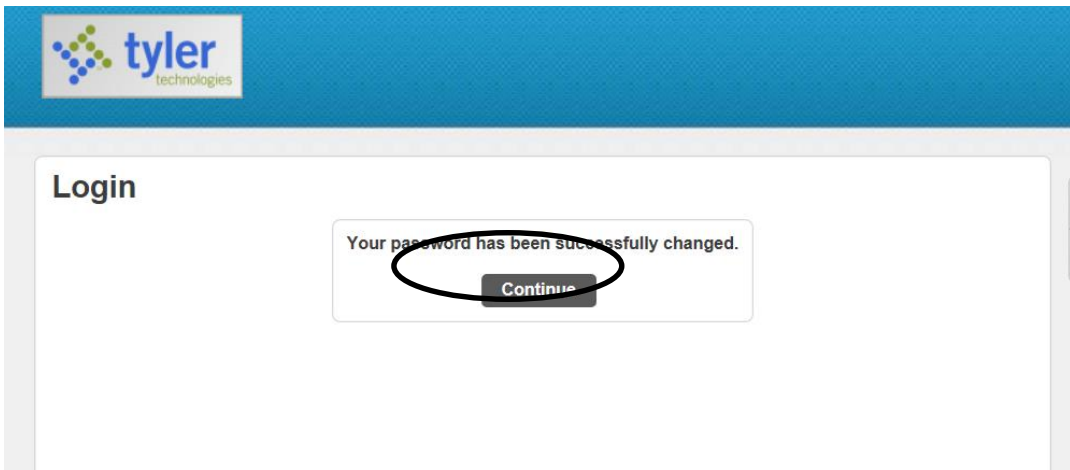 tyler
technologies
Login
Your password has been successfully changed.
Continue